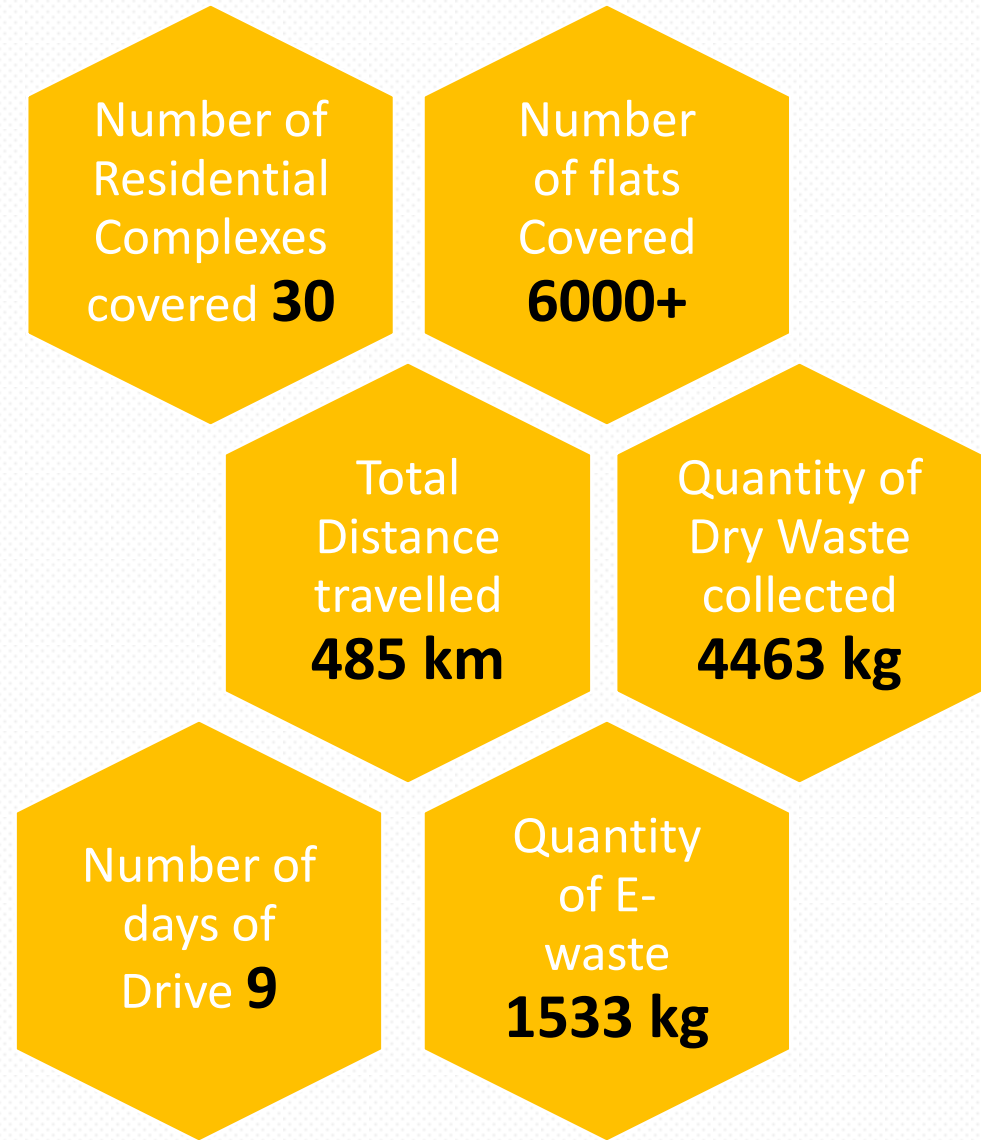 Number of
Residential
Complexes
covered 30
Number
of flats
Covered
6000+
Total
Distance
travelled
485 km
Quantity of
Dry Waste
collected
4463 kg
Number of
days of
Drive 9
Quantity
of E-
waste
1533 kg